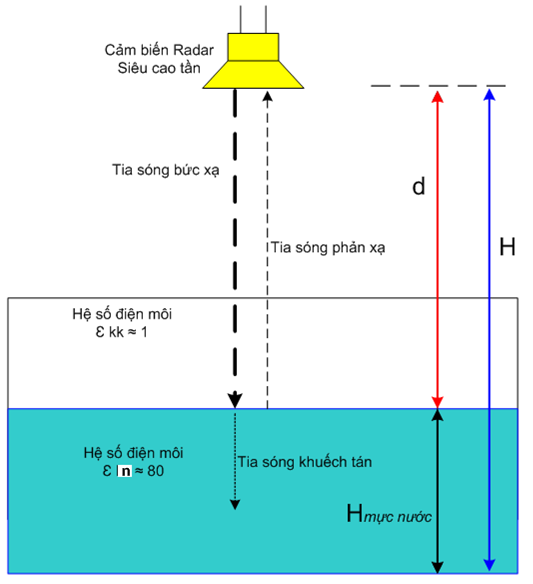 Cảm biến Radar
Siêu cao tần
Tia sóng bức xạ
d
Tia sóng phản xạ
H
Hệ số điện môi
Ɛ kk ≈ 1
Hệ số điện môi
Ɛ n ≈ 80
Tia sóng khuếch tán
Hmực nước